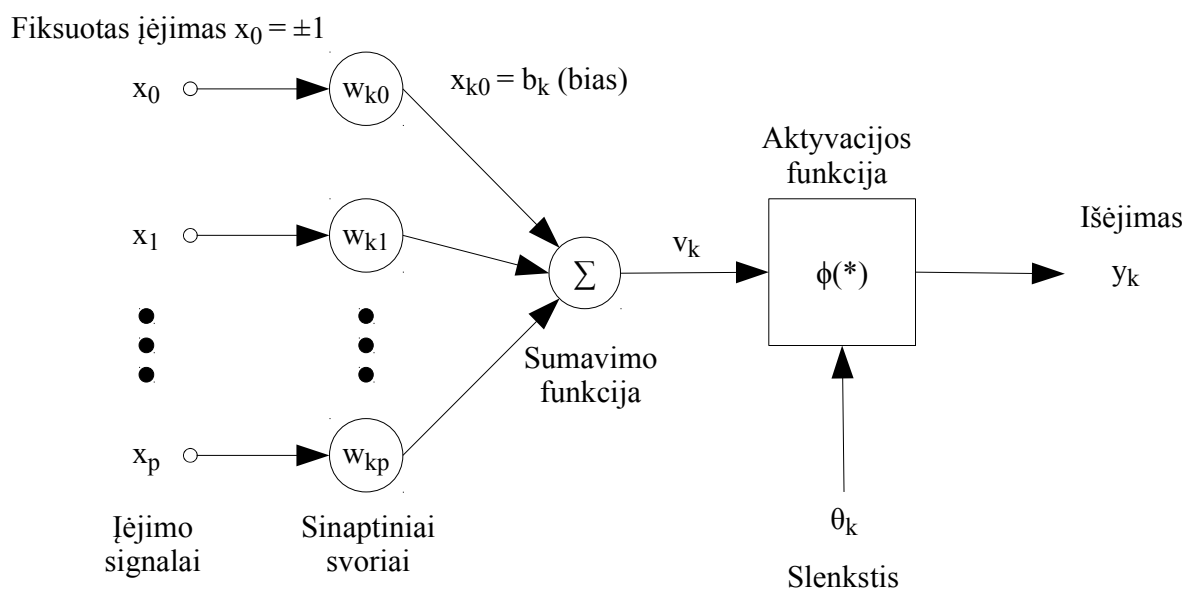 Fiksuotas įėjimas x0 = ±1
x0
wk0
xk0 = bk (bias)
Aktyvacijos
funkcija
x1
wk1
∑
vk
ϕ(*)
Išėjimas
yk
Sumavimo
funkcija
xp
wkp
Įėjimo
signalai
Sinaptiniai
svoriai
θk
Slenkstis